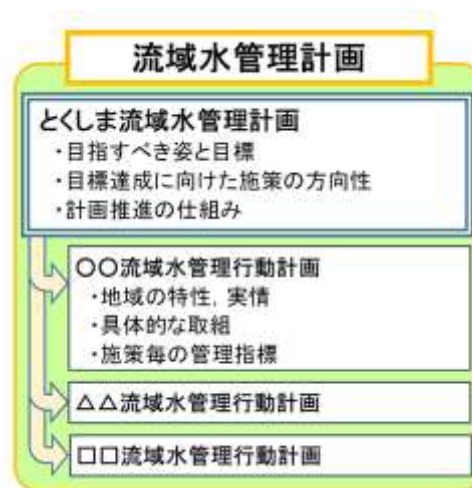 流域水管理計画
とくしま流域水管理計画
・目指すべき姿と目標
・目標達成に向けた施策の方向性
・計画推進の仕組み
〇〇流域水管理行動計画
・地域の特性，実情
・具体的な取組
・施策毎の管理指標
△△流域水管理行動計画
□□流域水管理行動計画